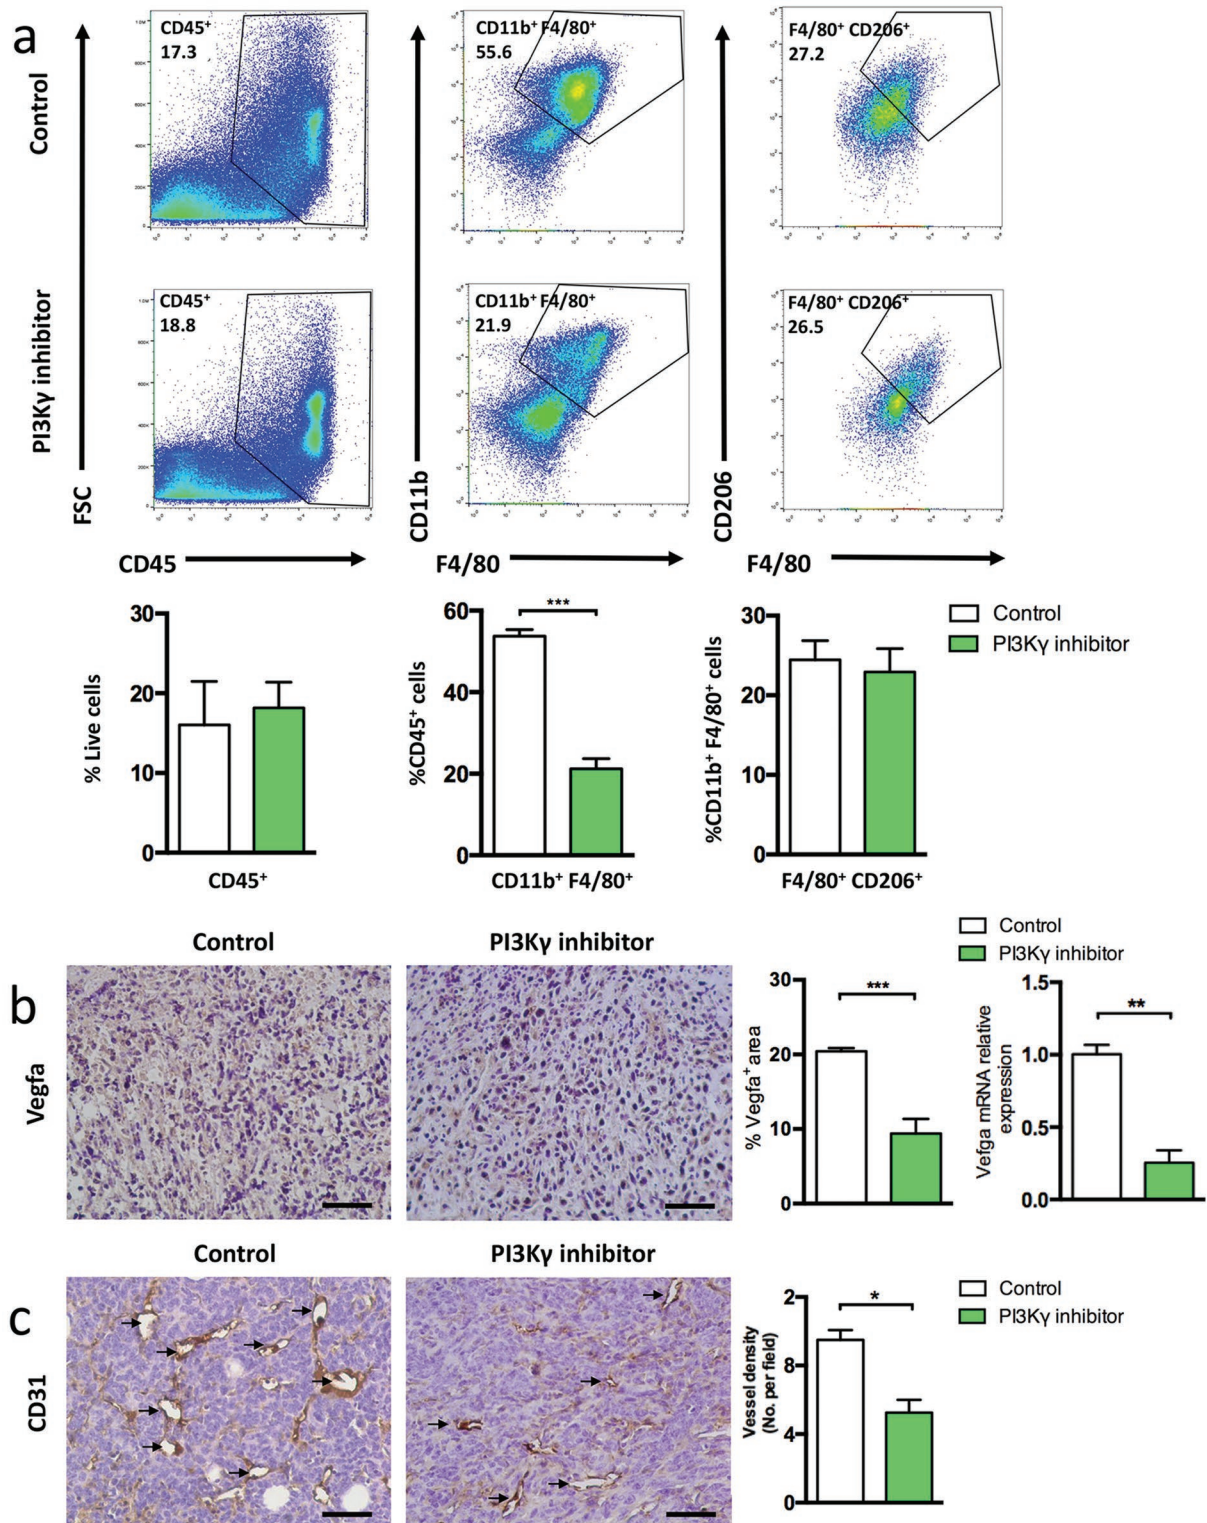 a
Control
CD45⁺
17.3
CD11b⁺ F4/80⁺
55.6
F4/80⁺ CD206⁺
27.2
PI3Kγ inhibitor
CD45⁺
18.8
CD11b⁺ F4/80⁺
21.9
F4/80⁺ CD206⁺
26.5
FSC
CD11b
CD206
CD45
F4/80
F4/80
% Live cells
30
20
10
0
CD45⁺
%CD45⁺ cells
60
40
20
0
***
CD11b⁺ F4/80⁺
%CD11b⁺ F4/80⁺ cells
30
20
10
0
F4/80⁺ CD206⁺
Control
PI3Kγ inhibitor
b
Control
PI3Kγ inhibitor
Vegfa
% Vegfa⁺ area
30
20
10
0
***
Control
PI3Kγ inhibitor
Vefga mRNA relative
expression
1.5
1.0
0.5
0.0
**
c
Control
PI3Kγ inhibitor
CD31
Vessel density
(No. per field)
2
8
4
0
*
Control
PI3Kγ inhibitor